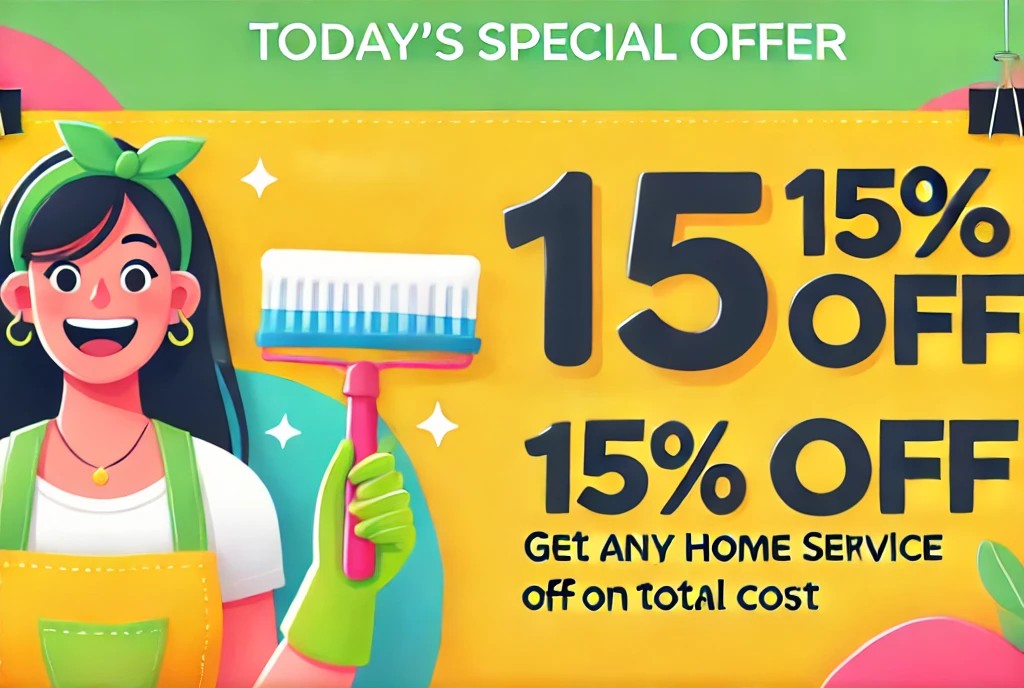 TODAY'S SPECIAL OFFER
15 15%
OFF
15% OFF
GET ANY HOME SERVICE
off on total cost